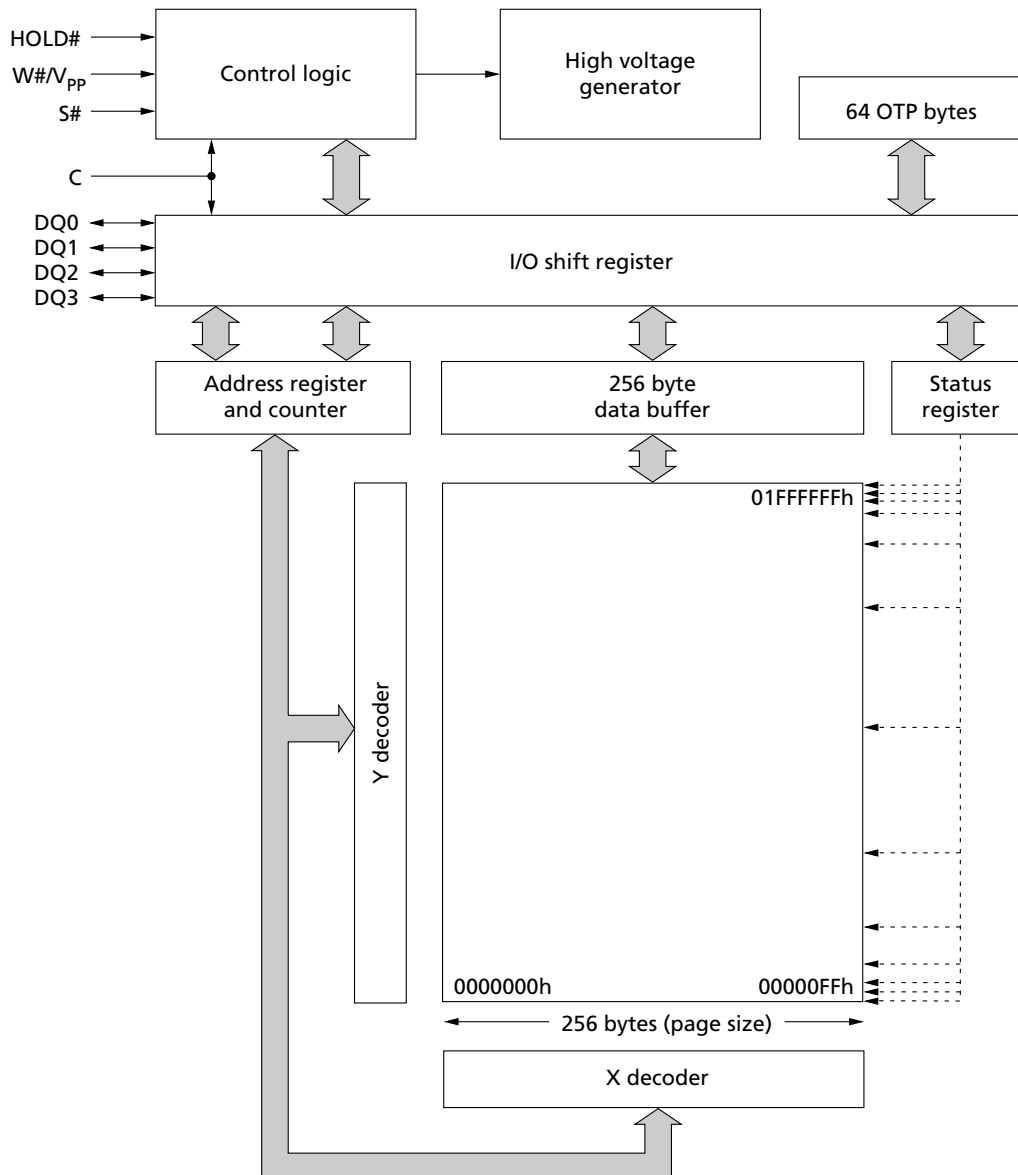 HOLD#
W#/VPP
S#
Control logic
High voltage
generator
64 OTP bytes
C
DQ0
DQ1
DQ2
DQ3
I/O shift register
Address register
and counter
256 byte
data buffer
Status
register
01FFFFFFh
Y decoder
0000000h
00000FFh
256 bytes (page size)
X decoder